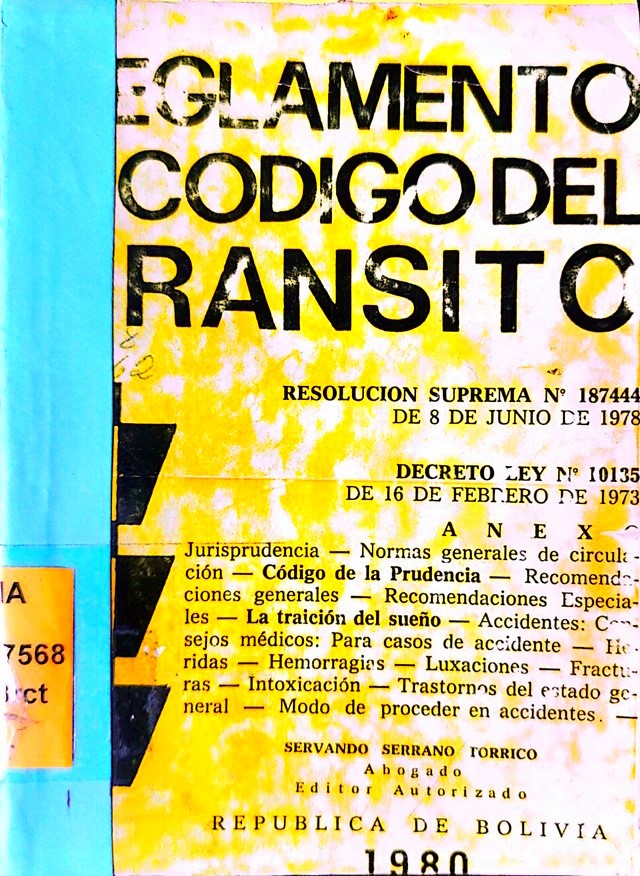 EGLAMENTO
CODIGO DEL
RANSITO
RESOLUCION SUPREMA Nº 187444
DE 8 DE JUNIO DE 1978
DECRETO LEY Nº 10135
DE 16 DE FEBRERO DE 1973
A N E X O
Jurisprudencia — Normas generales de circula-
ción — Código de la Prudencia — Recomenda-
ciones generales — Recomendaciones Especia-
les — La traición del sueño — Accidentes: Con-
sejos médicos: Para casos de accidente — He-
ridas — Hemorragias — Luxaciones — Fractu-
ras — Intoxicación — Trastornos del estado ge-
neral — Modo de proceder en accidentes. —
SERVANDO SERRANO TORRICO
Abogado
Editor Autorizado
REPUBLICA DE BOLIVIA
1980
IA
7568
rct